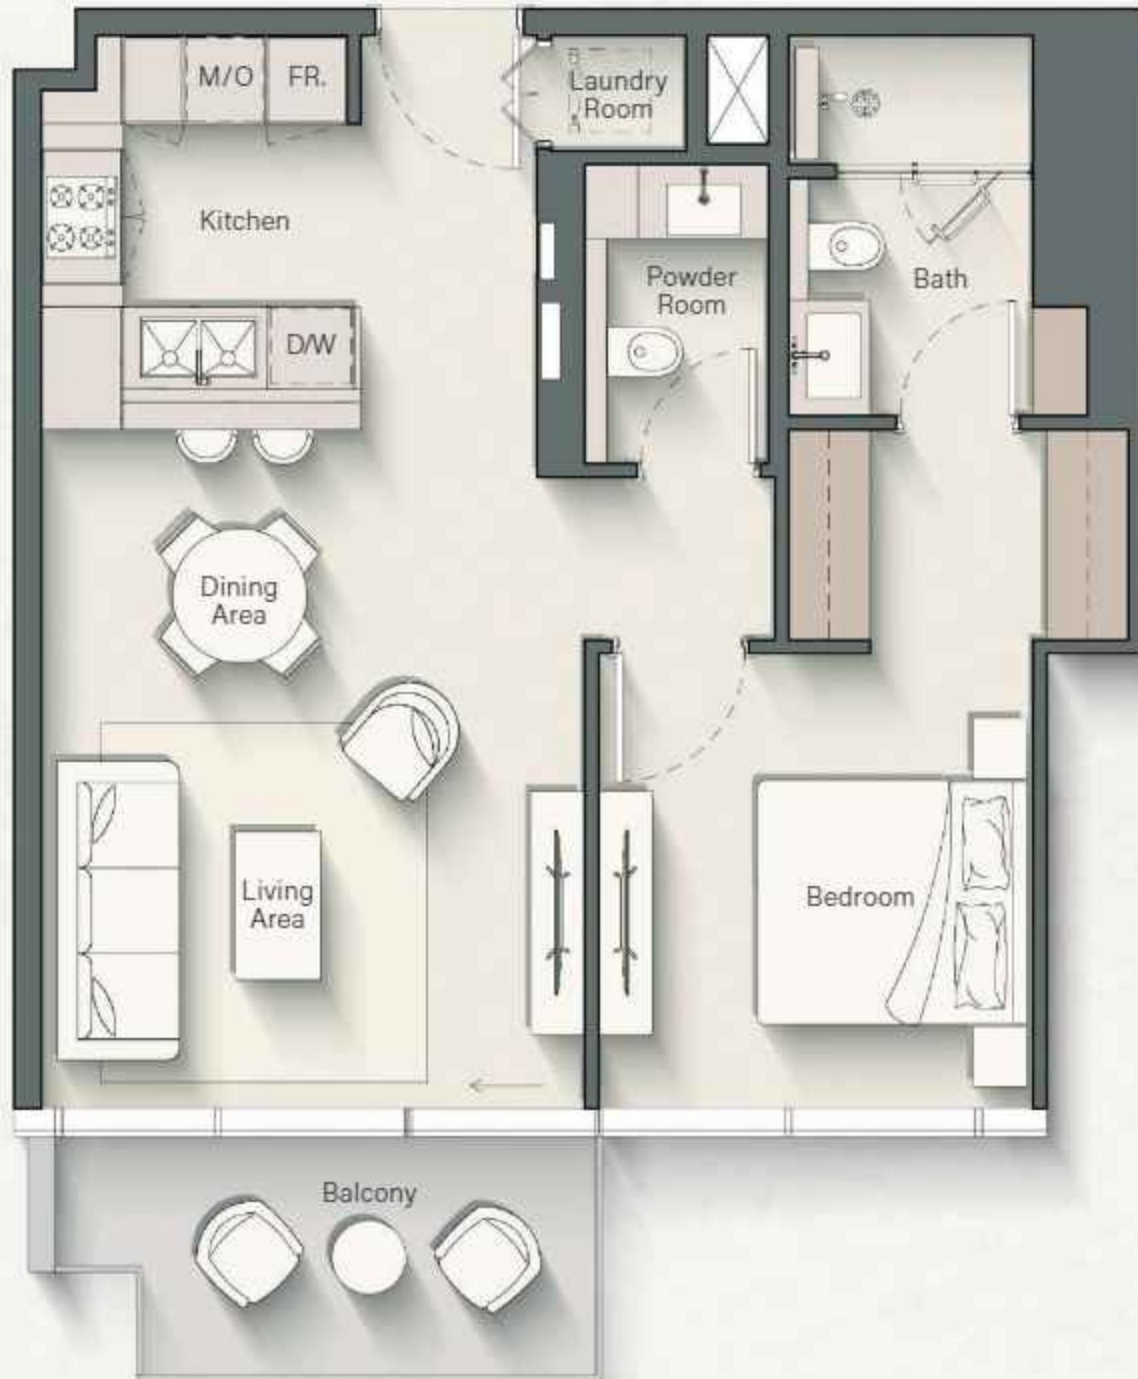 M/O
FR.
Laundry
Room
Kitchen
Powder
Room
Bath
D/W
Dining
Area
Living
Area
Bedroom
Balcony